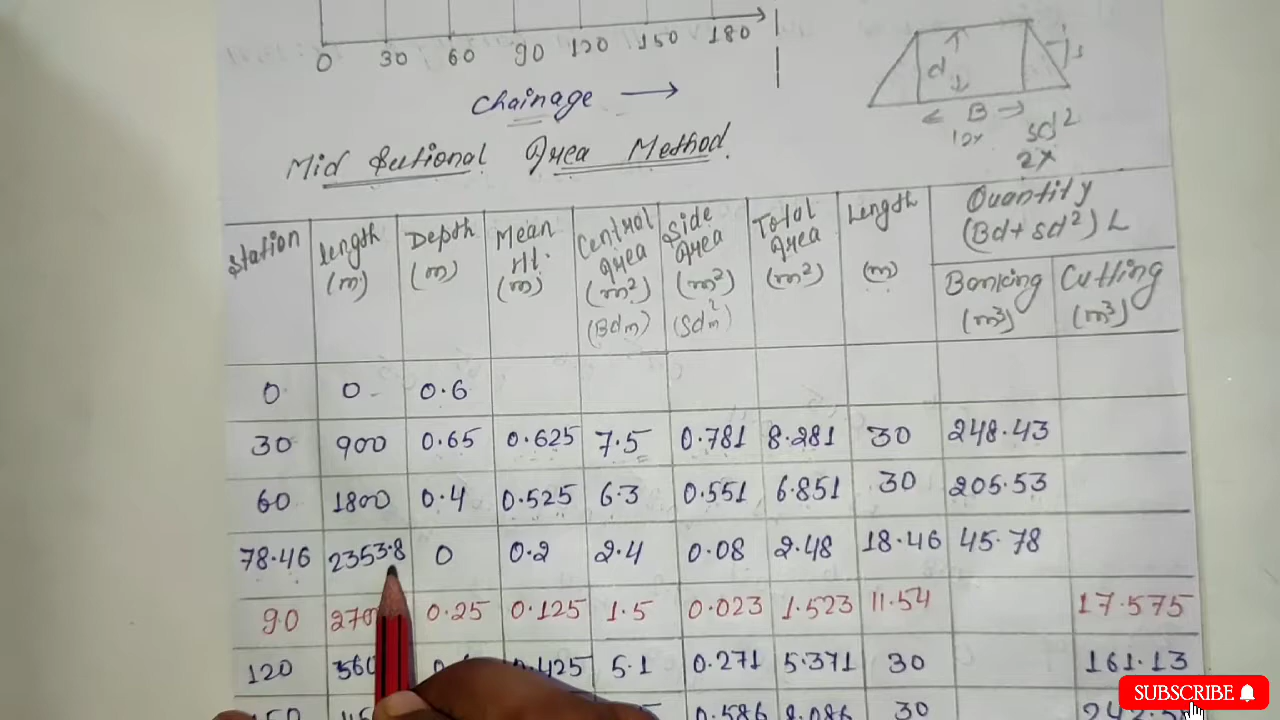 0 30 60 90 120 150 180
Chainage
d
B
12x
Sd2
2x
Mid Sectional Area Method.
Station Length (m) Depth (m) Mean Ht. (m) Central Area (m2) (Bdm) Side Area (m2) (Sdm2) Total Area (m2) Length (m) Quantity (Bd+sd2) L
Banking (m3) Cutting (m3)
0 0 0.6
30 900 0.65 0.625 7.5 0.781 8.281 30 248.43
60 1800 0.4 0.525 6.3 0.551 6.851 30 205.53
78.46 2353.8 0 0.2 2.4 0.08 2.48 18.46 45.78
90 270 0.25 0.125 1.5 0.023 1.523 11.54 17.575
120 360 0.425 5.1 0.271 5.371 30 161.13
0.586 30
SUBSCRIBE